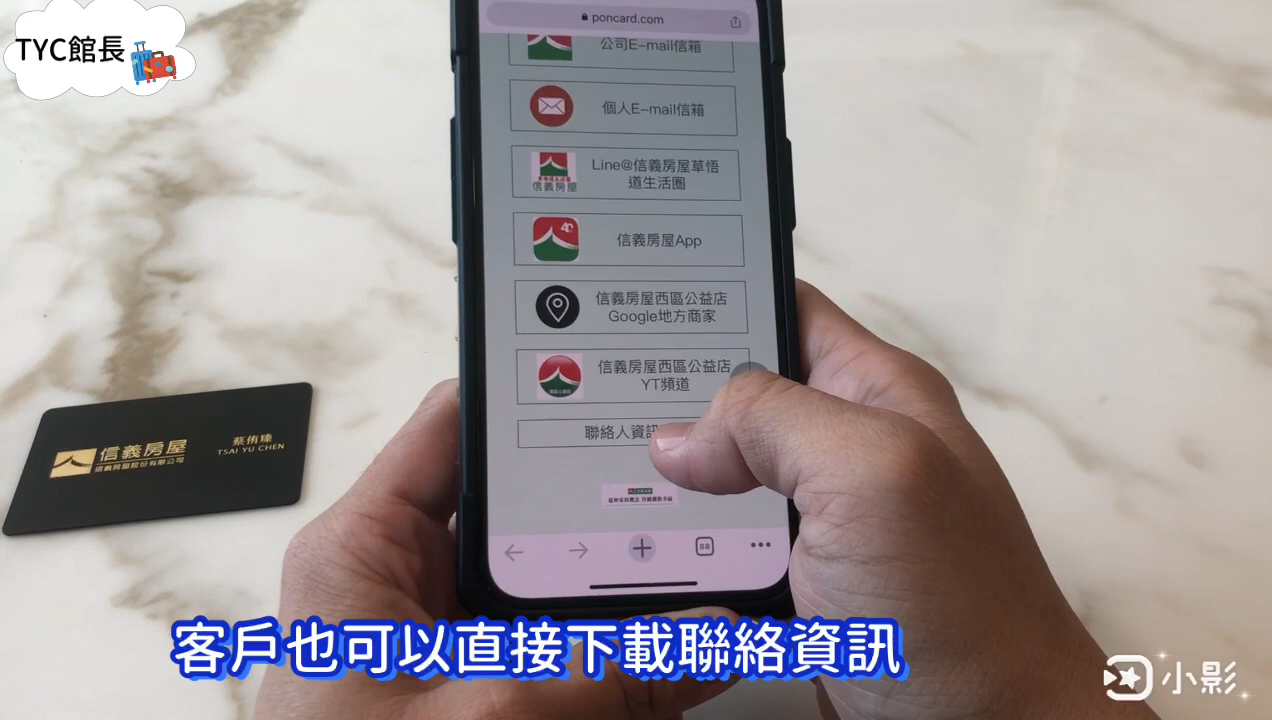 TYC館長
poncard.com
公司E-mail信箱
個人E-mail信箱
Line@信義房屋草悟
道生活圈
信義房屋
信義房屋App
信義房屋西區公益店
Google地方商家
信義房屋西區公益店
YT頻道
聯絡人資訊
88
信義房屋
信義房屋股份有限公司
蔡侑臻
TSAI YU CHEN
客戶也可以直接下載聯絡資訊
小影